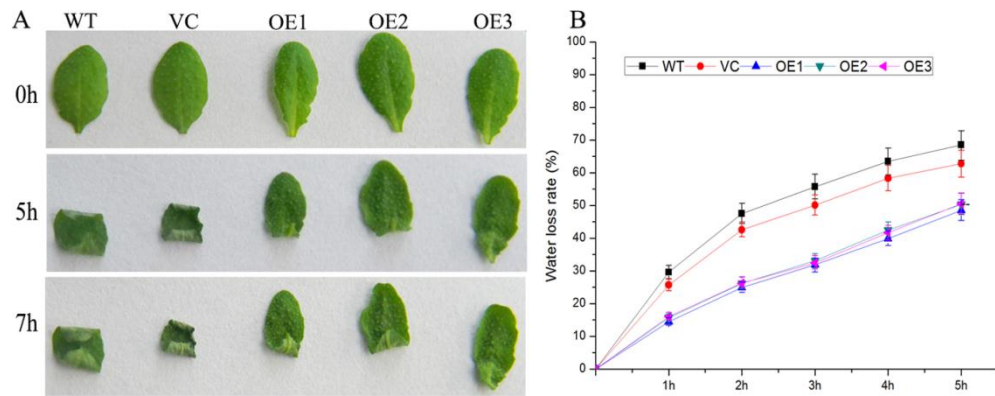 A
WT VC OE1 OE2 OE3
0h
5h
7h
B
100
90
80
70
60
50
40
30
20
10
0
Water loss rate (%)
WT VC OE1 OE2 OE3
1h 2h 3h 4h 5h